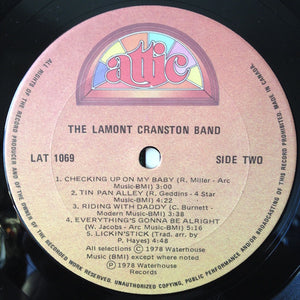 attic
THE LAMONT CRANSTON BAND
LAT 1069
SIDE TWO
1. CHECKING UP ON MY BABY (R. Miller - Arc
Music-BMI) 3:00
2. TIN PAN ALLEY (R. Geddins - 4 Star
Music-BMI) 4:22
3. RIDING WITH DADDY (C. Burnett -
Modern Music-BMI) 3:38
4. EVERYTHING'S GONNA BE ALRIGHT
(W. Jacobs - Arc Music-BMI) 5:16
5. LICKIN'STICK (Trad. arr. by
P. Hayes) 4:48
All selections Ⓒ 1978 Waterhouse
Music (BMI) except where noted
Ⓟ 1978 Waterhouse
Records
ALL RIGHTS OF THE RECORD PRODUCER AND OF THE OWNER OF THE RECORDED WORK RESERVED. UNAUTHORIZED COPYING, PUBLIC PERFORMANCE AND/OR BROADCASTING OF THIS RECORD PROHIBITED.
MADE IN CANADA.